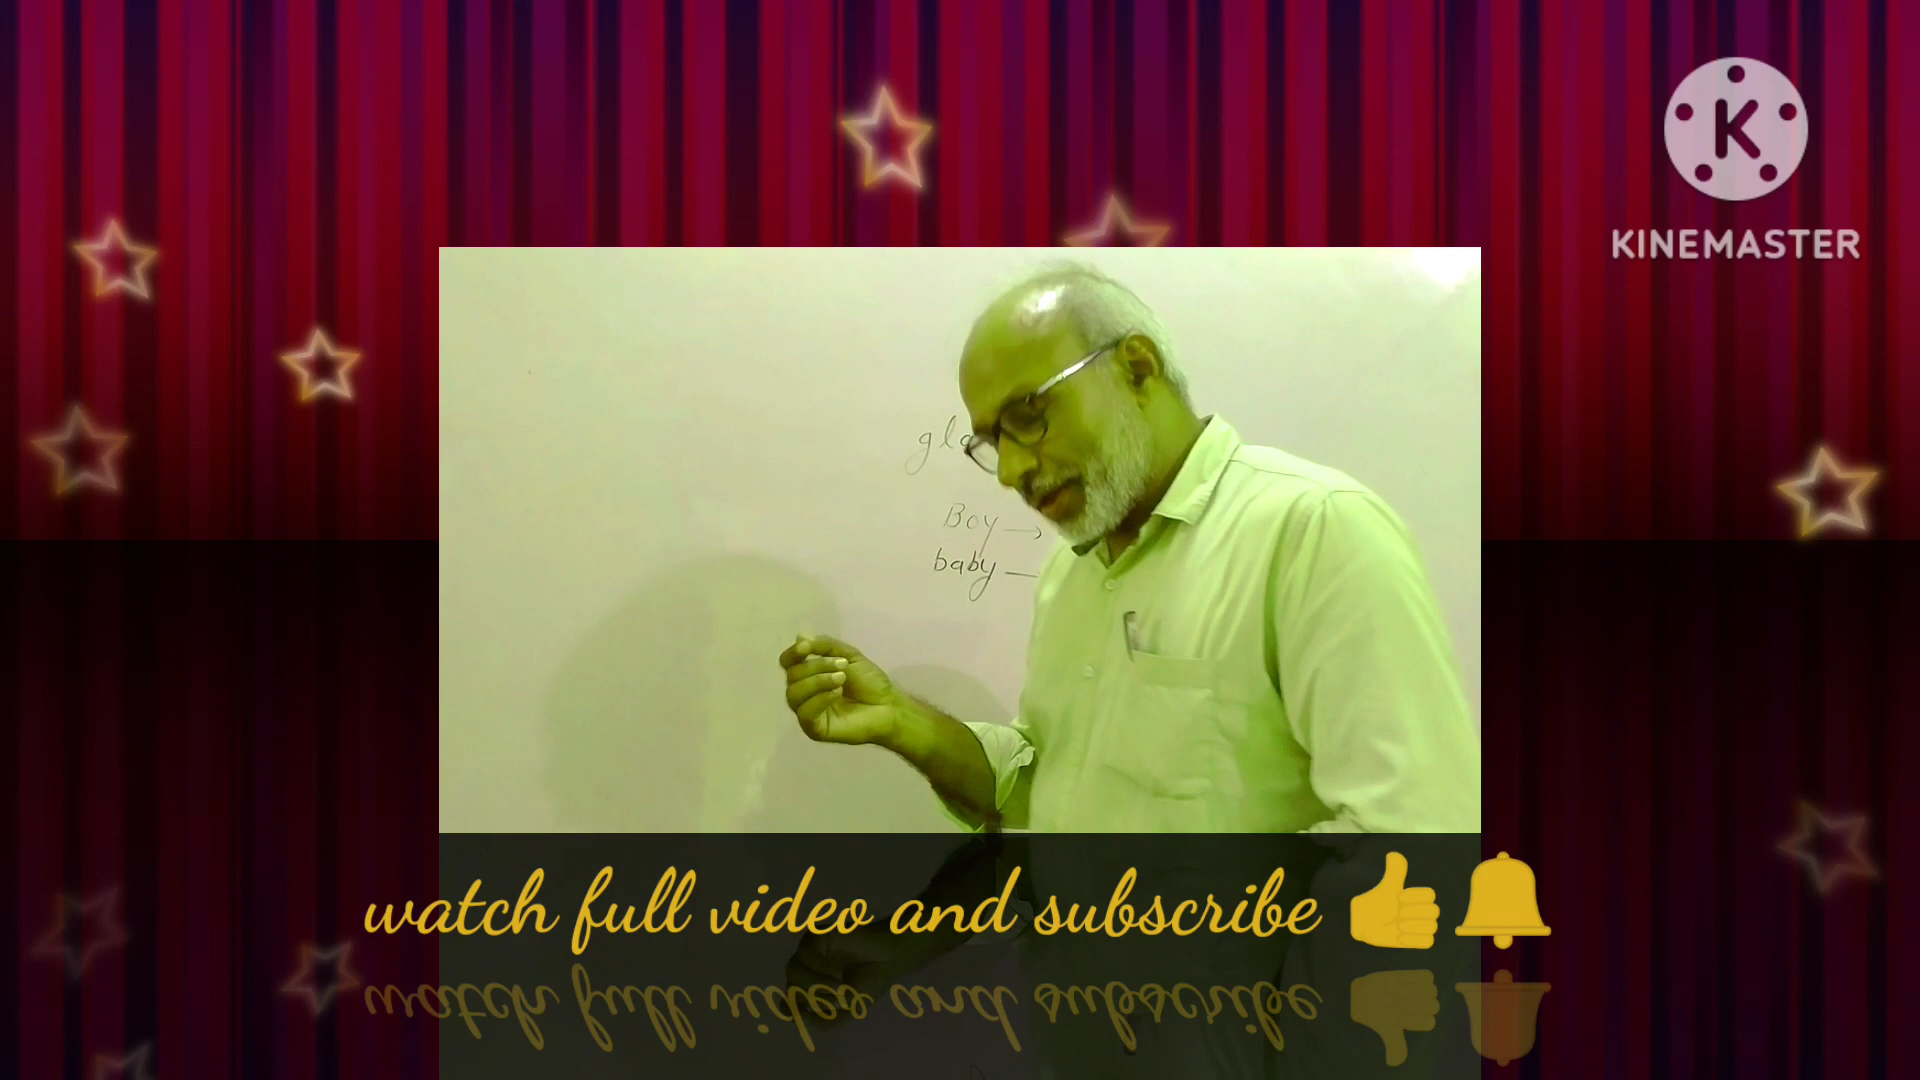 KINEMASTER
Boy →
baby —
watch full video and subscribe 👍🔔